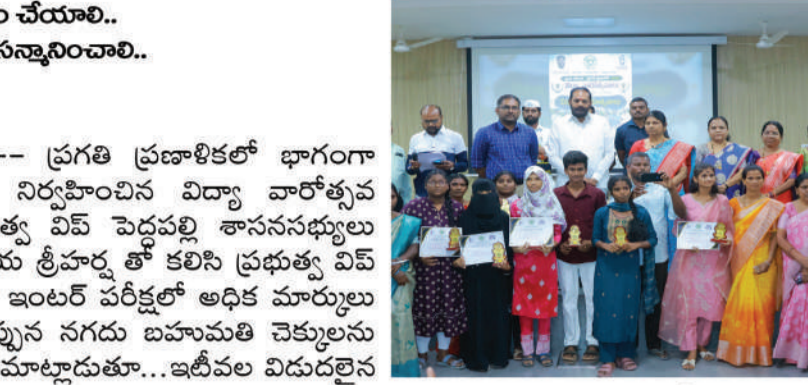 ం చేయాలి..
సన్మానించాలి..
-- ప్రగతి ప్రణాళికలో భాగంగా
నిర్వహించిన విద్యా వారోత్సవ
త్వ విప్ పెద్దపల్లి శాసనసభ్యులు
య శ్రీహర్ష తో కలిసి ప్రభుత్వ విప్
ఇంటర్ పరీక్షలో అధిక మార్కులు
ప్పున నగదు బహుమతి చెక్కులను
మాట్లాడుతూ...ఇటీవల విడుదలైన